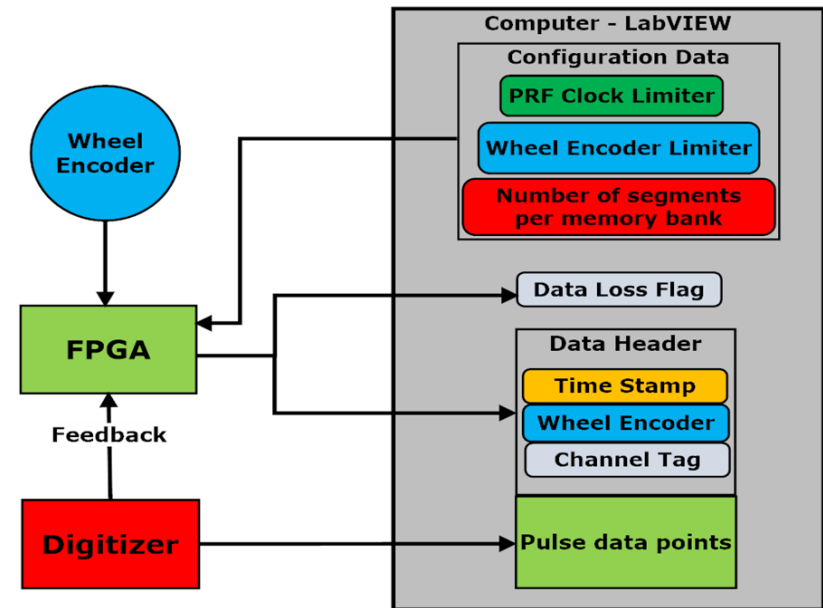 Computer - LabVIEW
Configuration Data
PRF Clock Limiter
Wheel Encoder Limiter
Number of segments
per memory bank
Wheel
Encoder
Data Loss Flag
FPGA
Data Header
Time Stamp
Wheel Encoder
Channel Tag
Feedback
Digitizer
Pulse data points